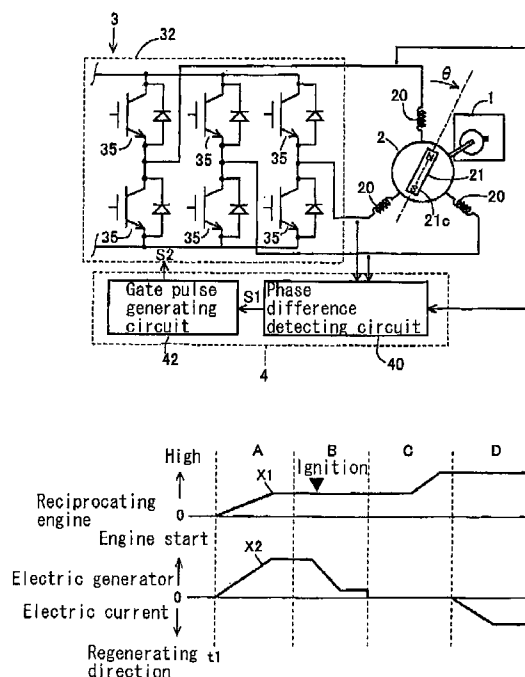 3
32
θ
1
20
2
35
35
35
21
20
20
21c
35
35
35
S2
Gate pulse
generating
circuit
S1
Phase
difference
detecting circuit
42
4
40
A
B
C
D
High
X1
Ignition
Reciprocating
engine
0
Engine start
X2
Electric generator
0
Electric current
Regenerating
direction
t1